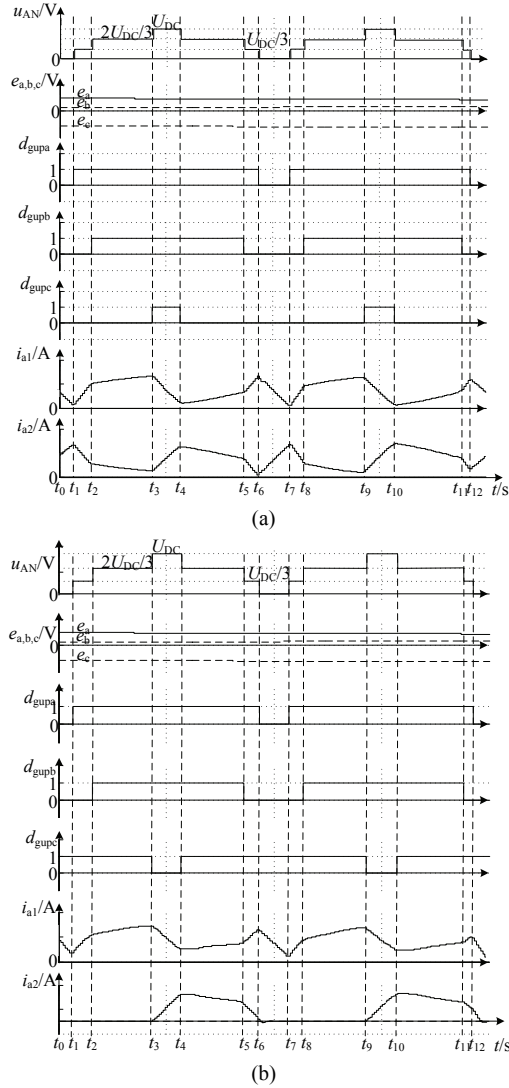 u_AN/V
2U_DC/3
U_DC
U_DC/3
0
e_a,b,c/V
e_a
e_b
0
e_c
d_gupa
1
0
d_gupb
1
0
d_gupc
1
0
i_a1/A
0
i_a2/A
0
t_0 t_1 t_2 t_3 t_4 t_5 t_6 t_7 t_8 t_9 t_10 t_11 t_12 t/s
(a)
u_AN/V
U_DC
2U_DC/3
U_DC/3
0
e_a,b,c/V
e_a
e_b
0
e_c
d_gupa
1
0
d_gupb
1
0
d_gupc
1
0
i_a1/A
0
i_a2/A
0
t_0 t_1 t_2 t_3 t_4 t_5 t_6 t_7 t_8 t_9 t_10 t_11 t_12 t/s
(b)